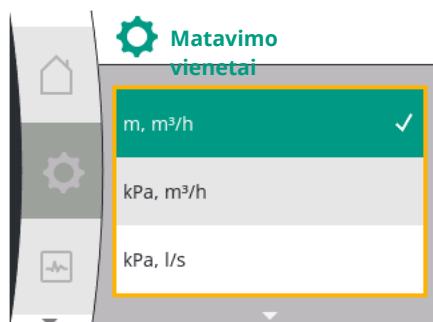 Matavimo
vienetai
m, m³/h
kPa, m³/h
kPa, l/s